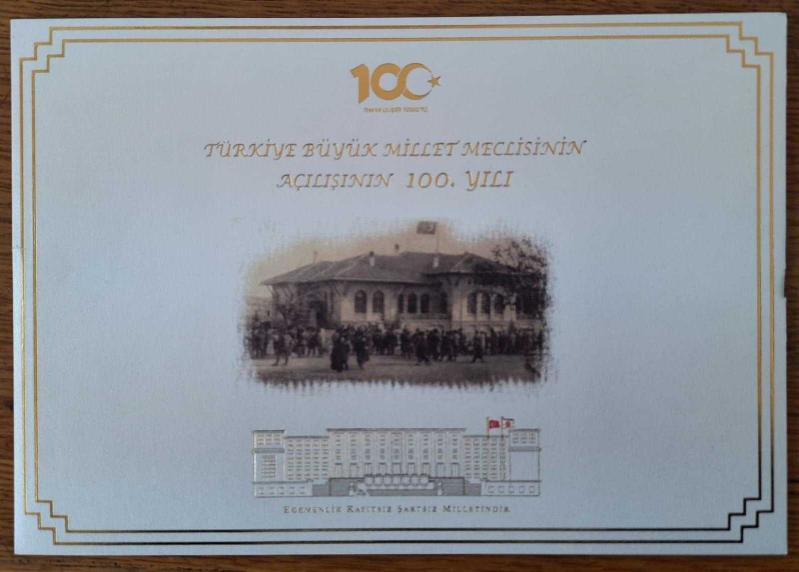 100
TÜRKİYE BÜYÜK MİLLET MECLİSİNİN
AÇILIŞININ 100. YILI
EGEMENLİK KAYITSIZ ŞARTSIZ MİLLETİNDİR